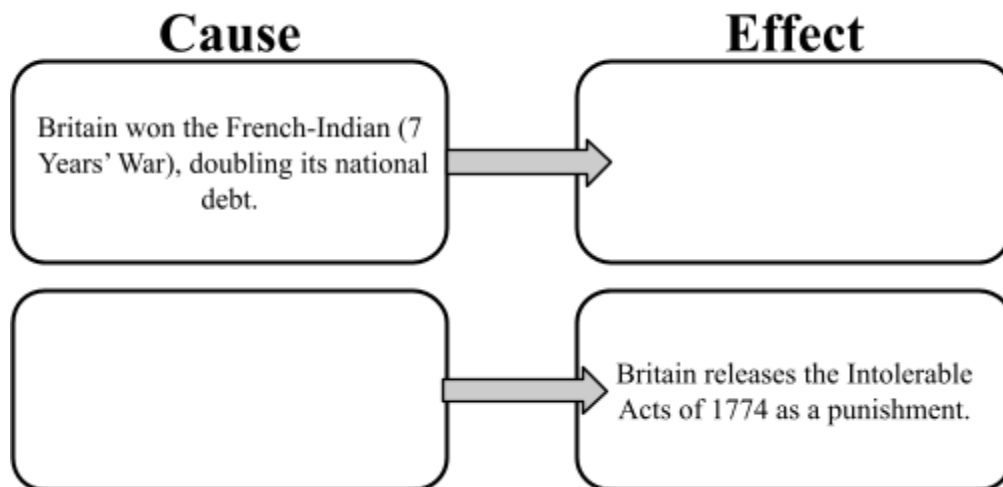 Cause
Effect
Britain won the French-Indian (7
Years’ War), doubling its national
debt.
Britain releases the Intolerable
Acts of 1774 as a punishment.